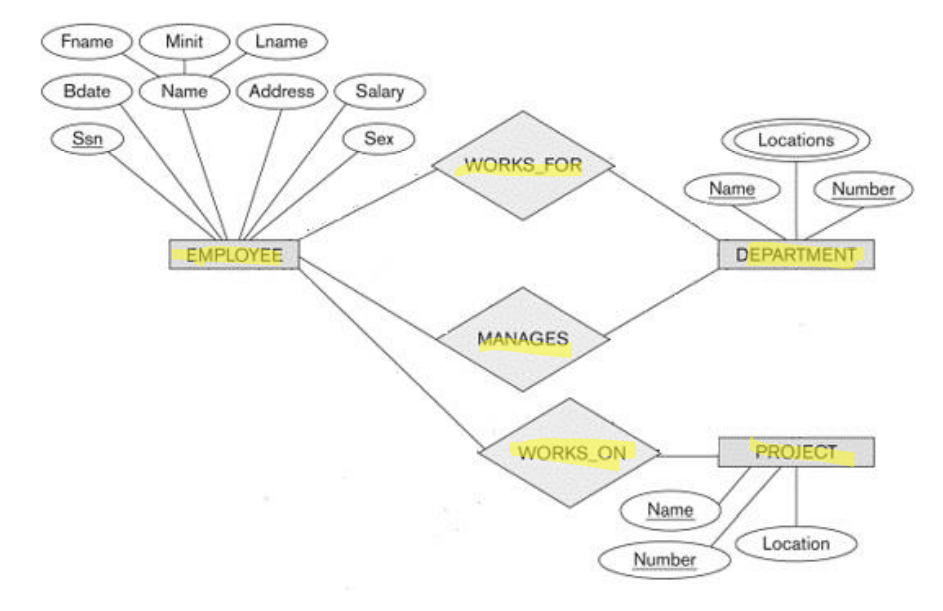 Fname Minit Lname
Bdate Name Address Salary
Ssn Sex
WORKS_FOR
Locations
Name Number
EMPLOYEE DEPARTMENT
MANAGES
WORKS_ON PROJECT
Name
Number Location